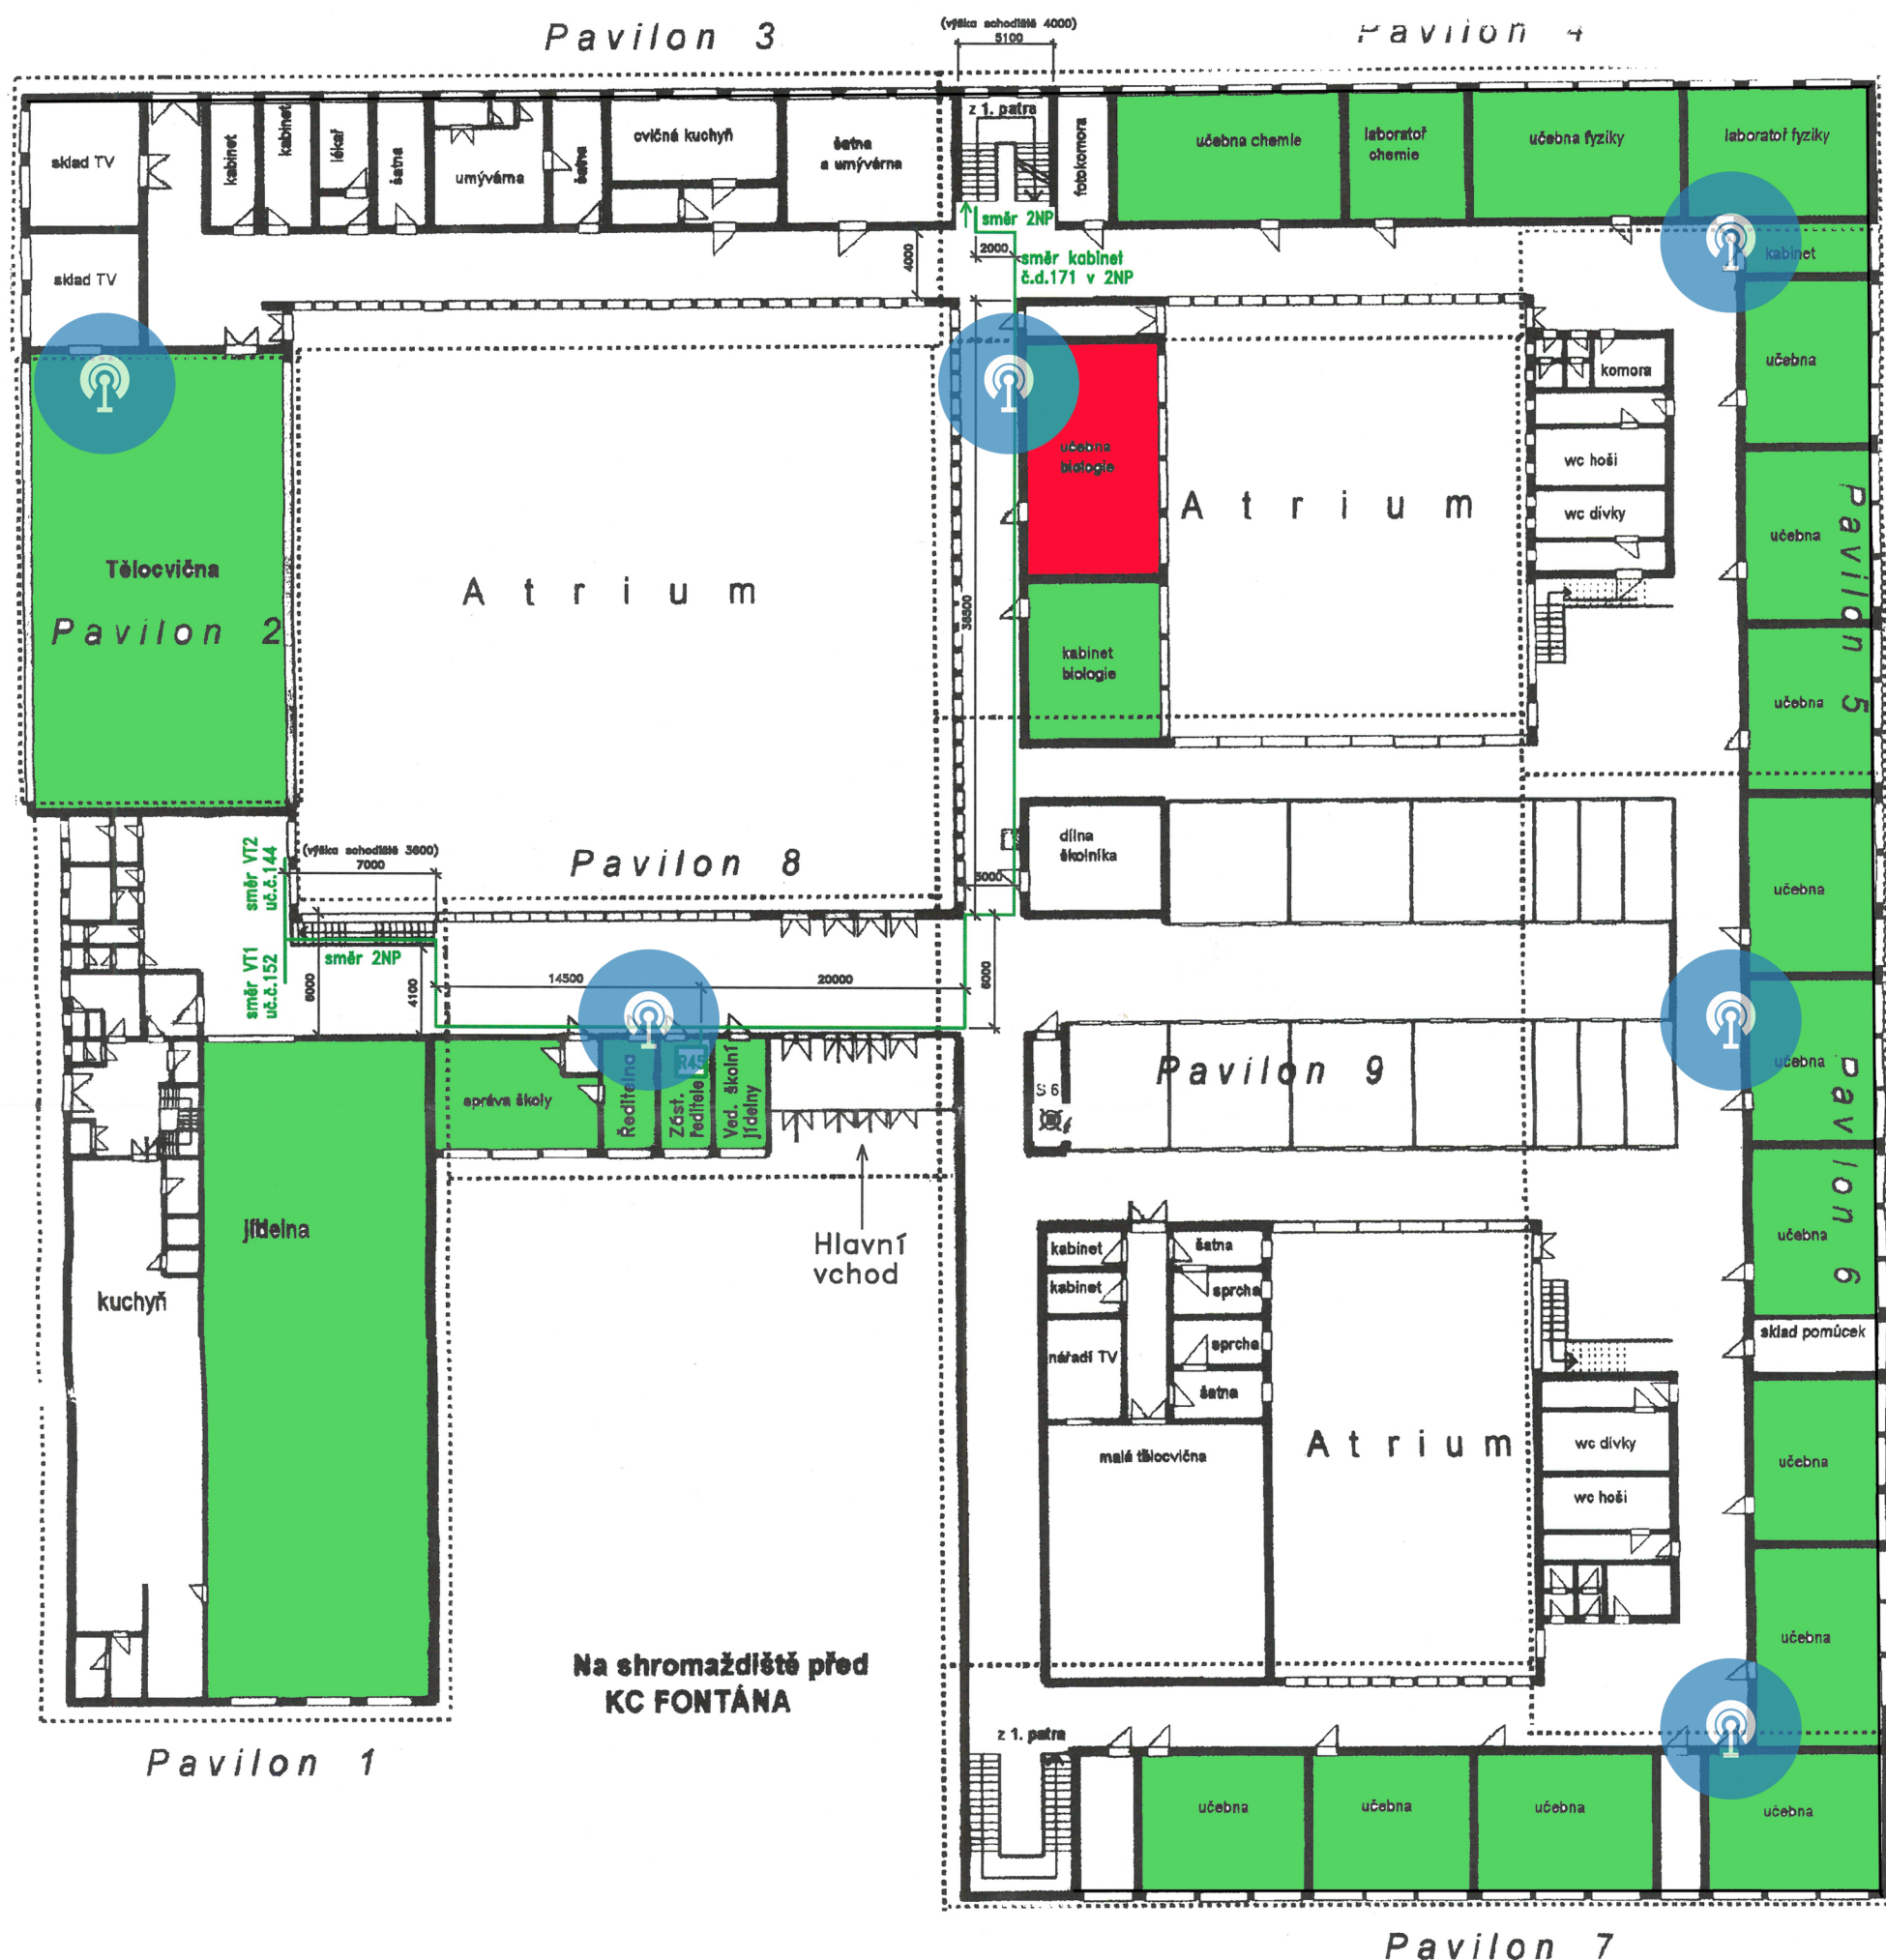 Pavilon 3
(výška schodiště 4000)
5100
Pavilon 4
sklad TV
kabinet
kabinet
lékař
šatna
umývárna
šatna
cvičná kuchyň
šatna
a umývárna
z 1. patra
fotokomora
učebna chemie
laboratoř
chemie
učebna fyziky
laboratoř fyziky
směr 2NP
2000
směr kabinet
č.d.171 v 2NP
4000
kabinet
sklad TV
učebna
komora
učebna
biologie
wc hoši
wc dívky
Atrium
Atrium
učebna
Pavilon 5
Tělocvična
Pavilon 2
36500
kabinet
biologie
učebna
směr VT2
uč.č.144
(výška schodiště 3600)
7000
Pavilon 8
dílna
školníka
3000
učebna
směr VT1
uč.č.152
směr 2NP
6000
4100
14500
20000
6000
správa školy
Ředitelna
Zást.
ředitele
R45
Ved. školní
jídelny
S 6
Pavilon 9
učebna
Pavilon 6
jídelna
kuchyň
Hlavní
vchod
kabinet
kabinet
nářadí TV
šatna
sprcha
sprcha
šatna
učebna
sklad pomůcek
malá tělocvična
Atrium
wc dívky
wc hoši
učebna
učebna
Na shromaždiště před
KC FONTÁNA
Pavilon 1
z 1. patra
učebna
učebna
učebna
učebna
Pavilon 7